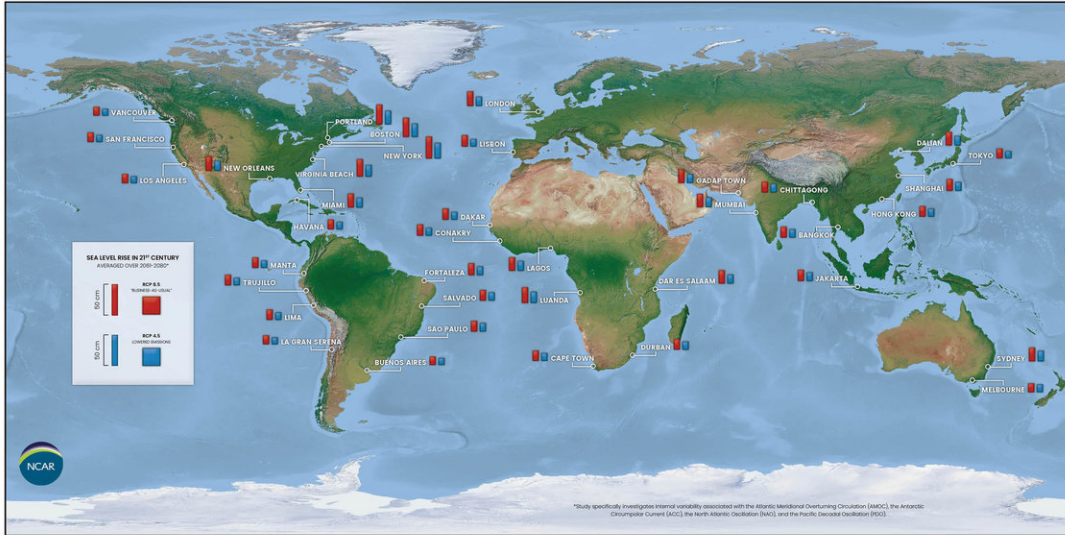 VANCOUVER
SAN FRANCISCO
LOS ANGELES
NEW ORLEANS
PORTLAND
BOSTON
NEW YORK
VIRGINIA BEACH
MIAMI
HAVANA
LONDON
LISBON
DAKAR
CONAKRY
LAGOS
LUANDA
CAPE TOWN
DURBAN
DAR ES SALAAM
GADAP TOWN
MUMBAI
CHITTAGONG
BANGKOK
DALIAN
TOKYO
SHANGHAI
HONG KONG
JAKARTA
SYDNEY
MELBOURNE
MANTA
TRUJILLO
LIMA
LA GRAN SERENA
FORTALEZA
SALVADO
SAO PAULO
BUENOS AIRES
SEA LEVEL RISE IN 21ST CENTURY
AVERAGED OVER 2061-2080*
50 cm
RCP 8.5
"BUSINESS-AS-USUAL"
50 cm
RCP 4.5
LOWERED EMISSIONS
NCAR
*Study specifically investigates internal variability associated with the Atlantic Meridional Overturning Circulation (AMOC), the Antarctic
Circumpolar Current (ACC), the North Atlantic Oscillation (NAO), and the Pacific Decadal Oscillation (PDO).